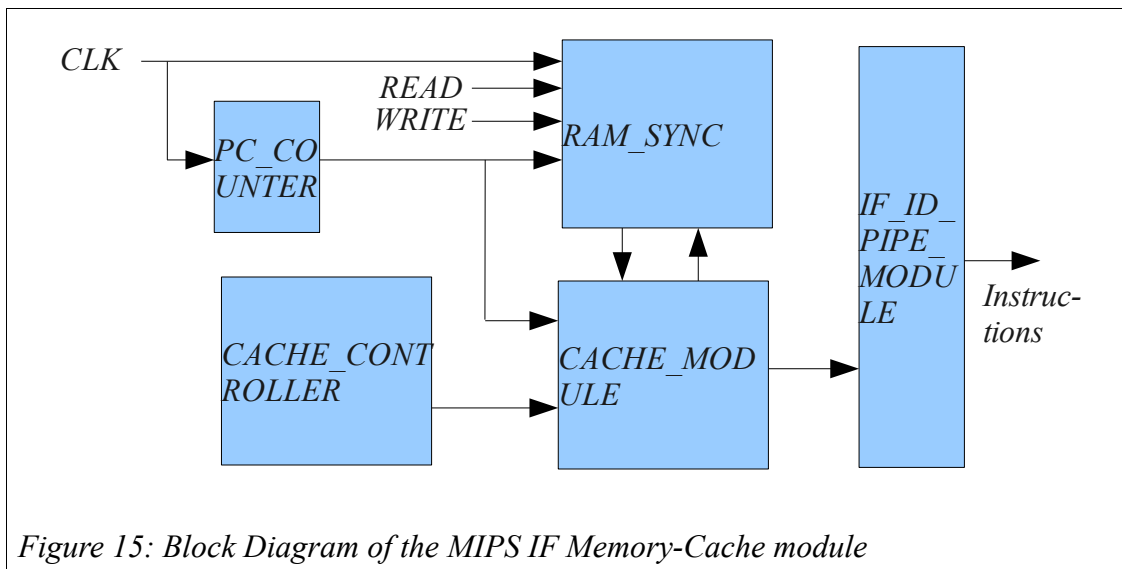 CLK
READ
WRITE
RAM_SYNC
PC_CO
UNTER
IF_ID_
PIPE_
MODU
LE
Instruc-
tions
CACHE_CONT
ROLLER
CACHE_MOD
ULE
Figure 15: Block Diagram of the MIPS IF Memory-Cache module